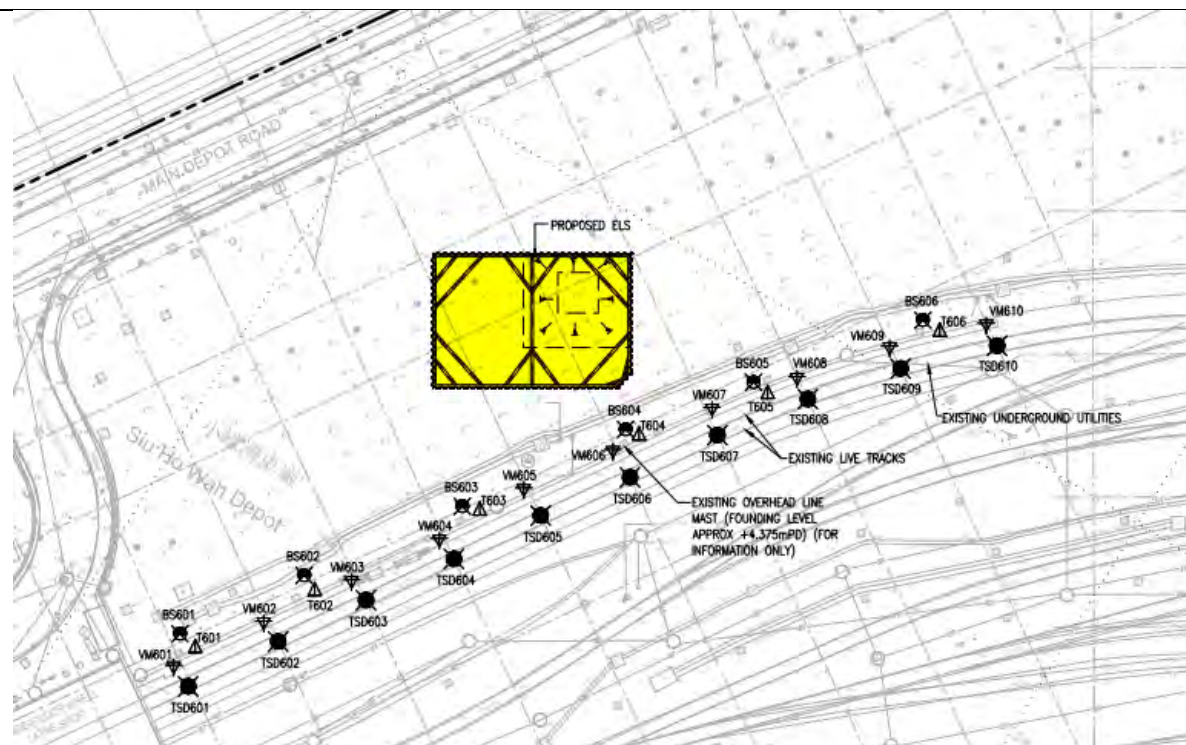 MAIN DEPOT ROAD
PROPOSED ELS
BS606
VM610
T606
VM609
TSD610
BS605
VM608
TSD609
T605
VM607
TSD608
EXISTING UNDERGROUND UTILITIES
BS604
T604
TSD607
VM606
EXISTING LIVE TRACKS
VM605
TSD606
BS603
T603
EXISTING OVERHEAD LINE
MAST (FOUNDING LEVEL
APPROX +4.375mPD) (FOR
INFORMATION ONLY)
Siu Ho Wan Depot
VM604
TSD605
BS602
VM603
TSD604
T602
BS601
VM602
TSD603
T601
VM601
TSD602
TSD601